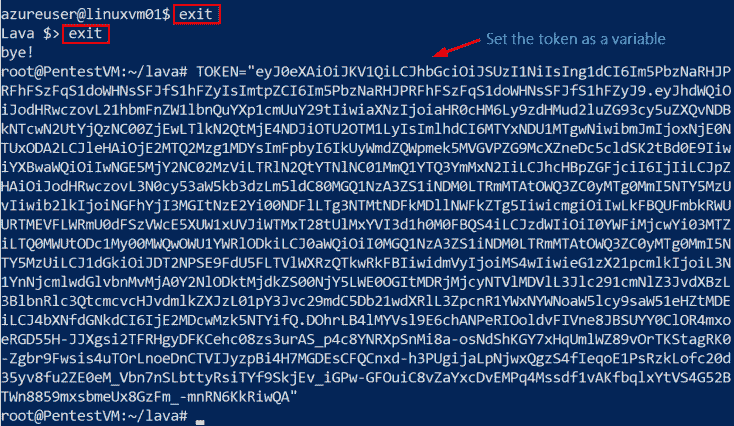 azureuser@linuxvm01$ exit
Lava $> exit
bye!
Set the token as a variable
root@PentestVM:~/lava# TOKEN="eyJ0eXAiOiJKV1QiLCJhbGciOiJSUzI1NiIsIng1dCI6Im5PbzNaRHJP
RFhFSzFqS1doWHNsSFJfS1hFZyIsImtpZCI6Im5PbzNaRHJPRFhFSzFqS1doWHNsSFJfS1hFZyJ9.eyJhdWQiO
iJodHRwczovL21hbmFnZW1lbnQuYXp1cmUuY29tIiwiaXNzIjoiaHR0cHM6Ly9zdHMud2luZG93cy5uZXQvNDB
kNTcwN2UtYjQzNC00ZjEwLTlkN2QtMjE4NDJiOTU2OTM1LyIsImlhdCI6MTYxNDU1MTgwNiwibmJmIjoxNjE0N
TUxODA2LCJleHAiOjE2MTQ2Mzg1MDYsImFpbyI6IkUyWmdZQWpmek5MVGVPZG9McXZneDc5cldSK2tBd0E9Iiw
iYXBwaWQiOiIwNGE5MjY2NC02MzViLTRlN2QtYTNlNC01MmQ1YTQ3YmMxN2IiLCJhcHBpZGFjciI6IjIiLCJpZ
HAiOiJodHRwczovL3N0cy53aW5kb3dzLm5ldC80MGQ1NzA3ZS1iNDM0LTRmMTAtOWQ3ZC0yMTg0MmI5NTY5MzU
vIiwib2lkIjoiNGFhYjI3MGItNzE2Yi00NDFlLTg3NTMtNDFkMDllNWFkZTg5IiwicmgiOiIwLkFBQUFmbkRWU
URTMEVFLWRmU0dFSzVWcE5XUW1xUVJiWTMxT28tUlMxYVI3d1h0M0FBQS4iLCJzdWIiOiI0YWFiMjcwYi03MTZ
iLTQ0MWUtODc1My00MWQwOWU1YWRlODkiLCJ0aWQiOiI0MGQ1NzA3ZS1iNDM0LTRmMTAtOWQ3ZC0yMTg0MmI5N
TY5MzUiLCJ1dGkiOiJDT2NPSE9FdU5FLTVlWXRzQTkwRkFBIiwidmVyIjoiMS4wIiwieG1zX21pcmlkIjoiL3N
1YnNjcmlwdGlvbnMvMjA0Y2NlODktMjdkZS00NjY5LWE0OGItMDRjMjcyNTVlMDVlL3Jlc291cmNlZ3JvdXBzL
3BlbnRlc3QtcmcvcHJvdmlkZXJzL01pY3Jvc29mdC5Db21wdXRlL3ZpcnR1YWxNYWNoaW5lcy9saW51eHZtMDE
iLCJ4bXNfdGNkdCI6IjE2MDcwMzk5NTYifQ.DOhrLB4lMYVsl9E6chANPeRIOoldvFIVne8JBSUYY0ClOR4mxo
eRGD55H-JJXgsi2TFRHgyDFKCehc08zs3urAS_p4c8YNRXpSnMi8a-osNdShKGY7xHqUmlWZ89vOrTKStagRK0
-Zgbr9Fwsis4uTOrLnoeDnCTVIJyzpBi4H7MGDEsCFQCnxd-h3PUgijaLpNjwxQgzS4fIeqoE1PsRzkLofc20d
35yv8fu2ZE0eM_Vbn7nSLbttyRsiTYf9SkjEv_iGPw-GFOuiC8vZaYxcDvEMPq4Mssdf1vAKfbqlxYtVS4G52B
TWn8859mxsbmeUx8GzFm_-mnRN6KkRiwQA"
root@PentestVM:~/lava#